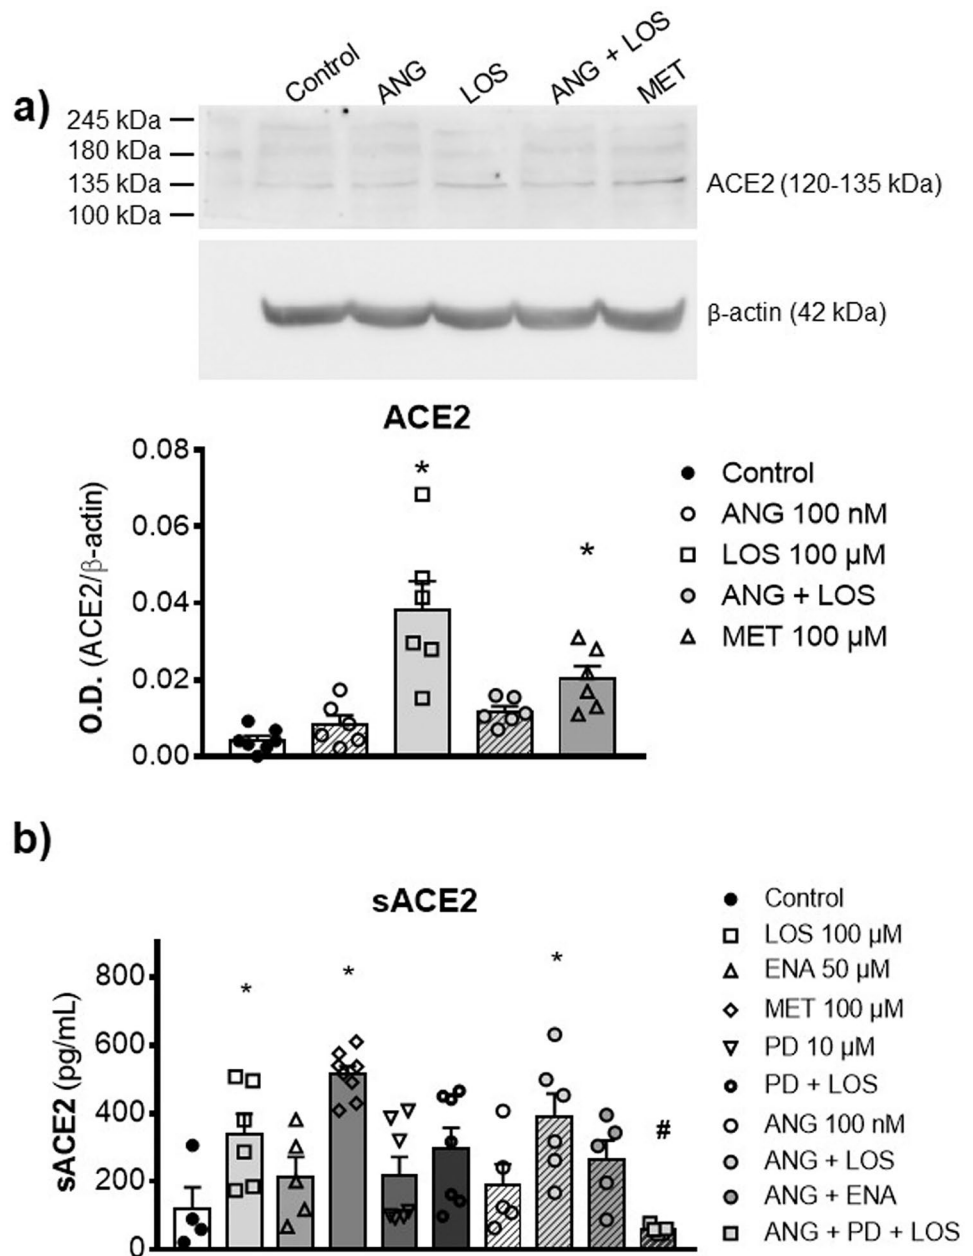 a)
Control
ANG
LOS
ANG + LOS
MET
245 kDa
180 kDa
135 kDa
100 kDa
ACE2 (120-135 kDa)
β-actin (42 kDa)
ACE2
O.D. (ACE2/β-actin)
0.08
0.06
0.04
0.02
0.00
*
*
Control
ANG 100 nM
LOS 100 µM
ANG + LOS
MET 100 µM
b)
sACE2
sACE2 (pg/mL)
800
600
400
200
0
*
*
*
#
Control
LOS 100 µM
ENA 50 µM
MET 100 µM
PD 10 µM
PD + LOS
ANG 100 nM
ANG + LOS
ANG + ENA
ANG + PD + LOS